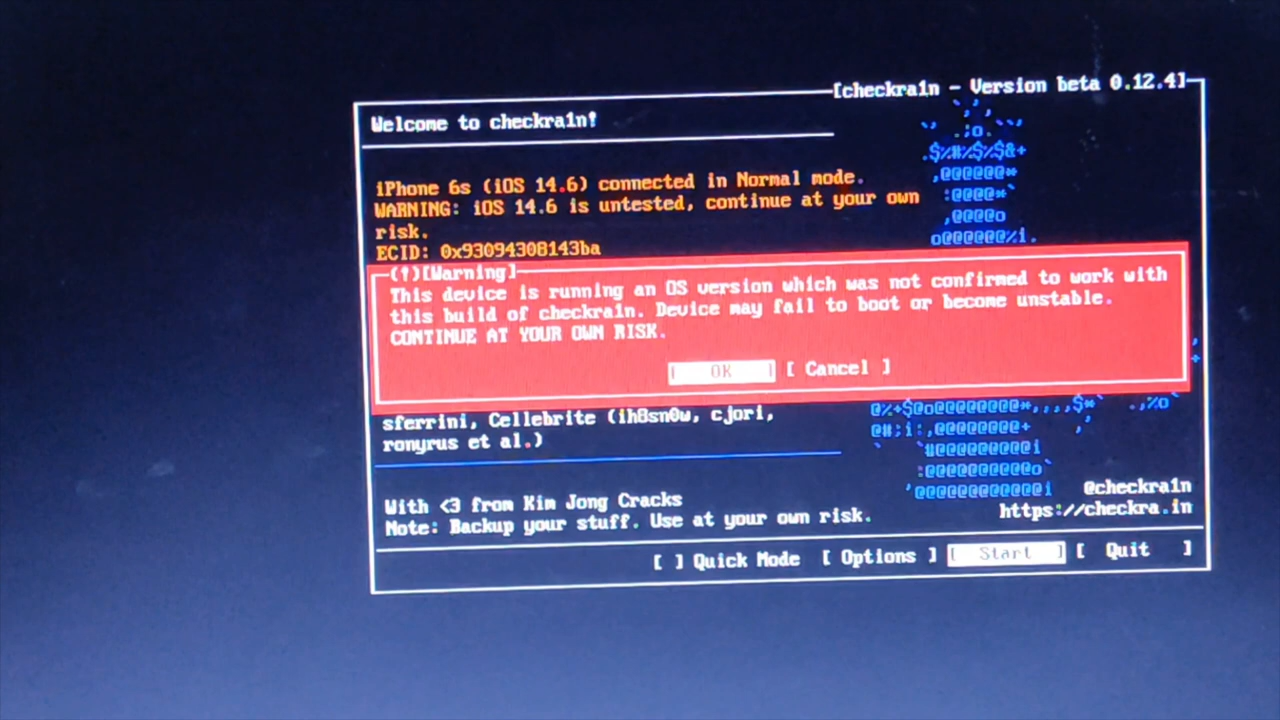 [checkra1n - Version beta 0.12.4]
Welcome to checkra1n!
iPhone 6s (iOS 14.6) connected in Normal mode.
WARNING: iOS 14.6 is untested, continue at your own
risk.
ECID: 0x93094308143ba
(!)[Warning]
This device is running an OS version which was not confirmed to work with
this build of checkra1n. Device may fail to boot or become unstable.
CONTINUE AT YOUR OWN RISK.
[ OK ] [ Cancel ]
sferrini, Cellebrite (ih8sn0w, cjori,
ronyrus et al.)
With <3 from Kim Jong Cracks
Note: Backup your stuff. Use at your own risk.
@checkra1n
https://checkra.in
[ ] Quick Mode [ Options ] [ Start ] [ Quit ]